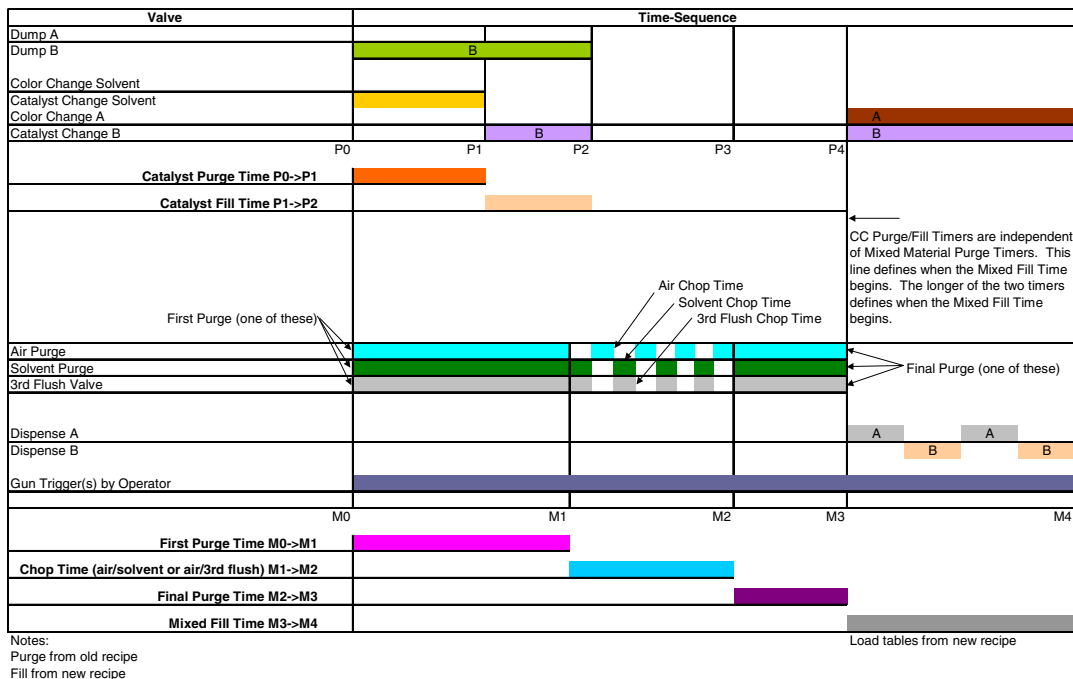 Valve Time-Sequence
Dump A
Dump B B
Color Change Solvent
Catalyst Change Solvent
Color Change A A
Catalyst Change B B B
P0 P1 P2 P3 P4
Catalyst Purge Time P0->P1
Catalyst Fill Time P1->P2
CC Purge/Fill Timers are independent
of Mixed Material Purge Timers. This
line defines when the Mixed Fill Time
begins. The longer of the two timers
defines when the Mixed Fill Time
begins.
Air Chop Time
Solvent Chop Time
3rd Flush Chop Time
First Purge (one of these)
Air Purge
Solvent Purge
3rd Flush Valve
Final Purge (one of these)
Dispense A A A
Dispense B B B
Gun Trigger(s) by Operator
M0 M1 M2 M3 M4
First Purge Time M0->M1
Chop Time (air/solvent or air/3rd flush) M1->M2
Final Purge Time M2->M3
Mixed Fill Time M3->M4
Notes: Load tables from new recipe
Purge from old recipe
Fill from new recipe